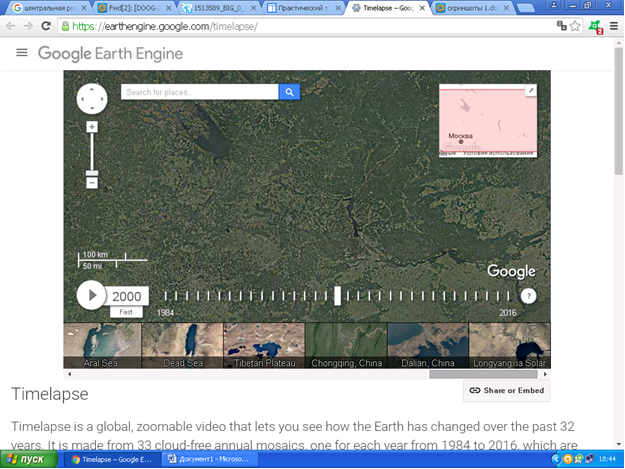 центральная ро
Fwd[2]: [DOOG-
1513589_BIG_0_
Практический т
Timelapse – Goo
скриншоты 1.do
https://earthengine.google.com/timelapse/
Google Earth Engine
Search for places...
Москва
Условия использования
100 km
50 mi
Google
2000
Fast
1984
2016
?
Aral Sea
Dead Sea
Tibetan Plateau
Chongqing, China
Dalian, China
Longyangxia Solar
Timelapse
Share or Embed
Timelapse is a global, zoomable video that lets you see how the Earth has changed over the past 32
years. It is made from 33 cloud-free annual mosaics, one for each year from 1984 to 2016, which are
пуск
Timelapse – Google E...
Документ1 - Microso...
18:44